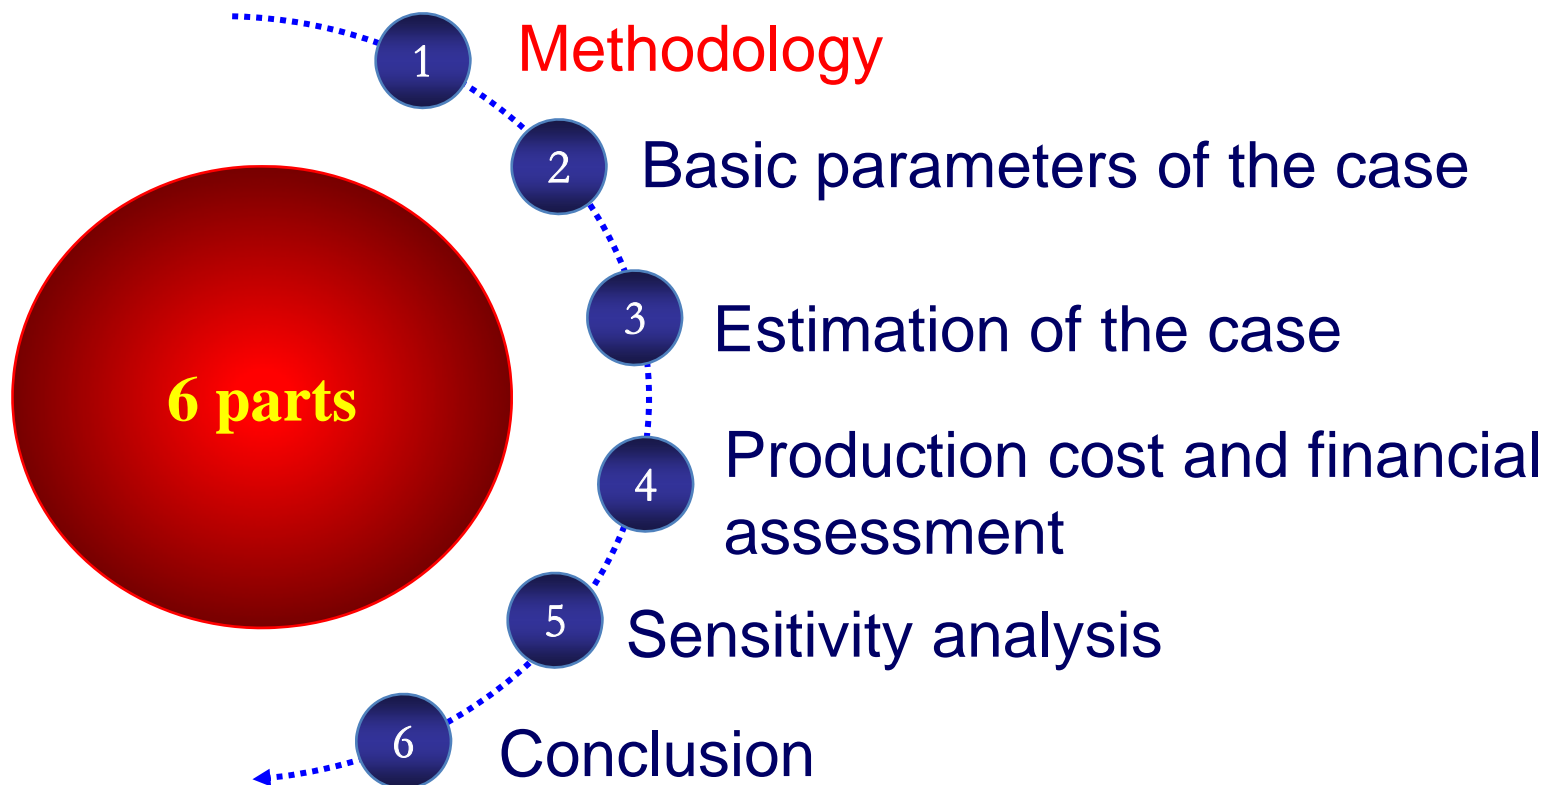 1 Methodology
2 Basic parameters of the case
3 Estimation of the case
6 parts
4 Production cost and financial
assessment
5 Sensitivity analysis
6 Conclusion